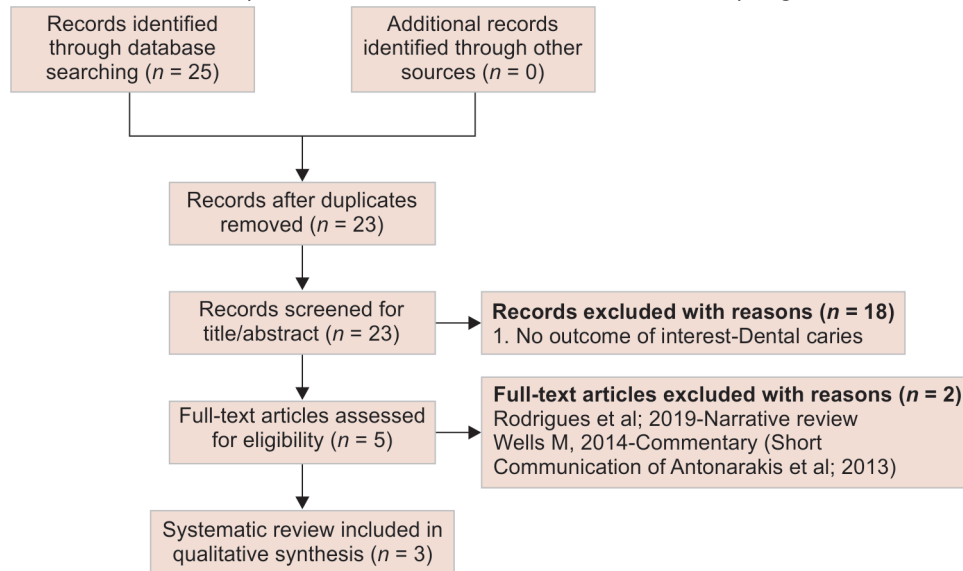 Records identified
through database
searching (n = 25)
Additional records
identified through other
sources (n = 0)
Records after duplicates
removed (n = 23)
Records screened for
title/abstract (n = 23)
Records excluded with reasons (n = 18)
1. No outcome of interest-Dental caries
Full-text articles assessed
for eligibility (n = 5)
Full-text articles excluded with reasons (n = 2)
Rodrigues et al; 2019-Narrative review
Wells M, 2014-Commentary (Short
Communication of Antonarakis et al; 2013)
Systematic review included in
qualitative synthesis (n = 3)